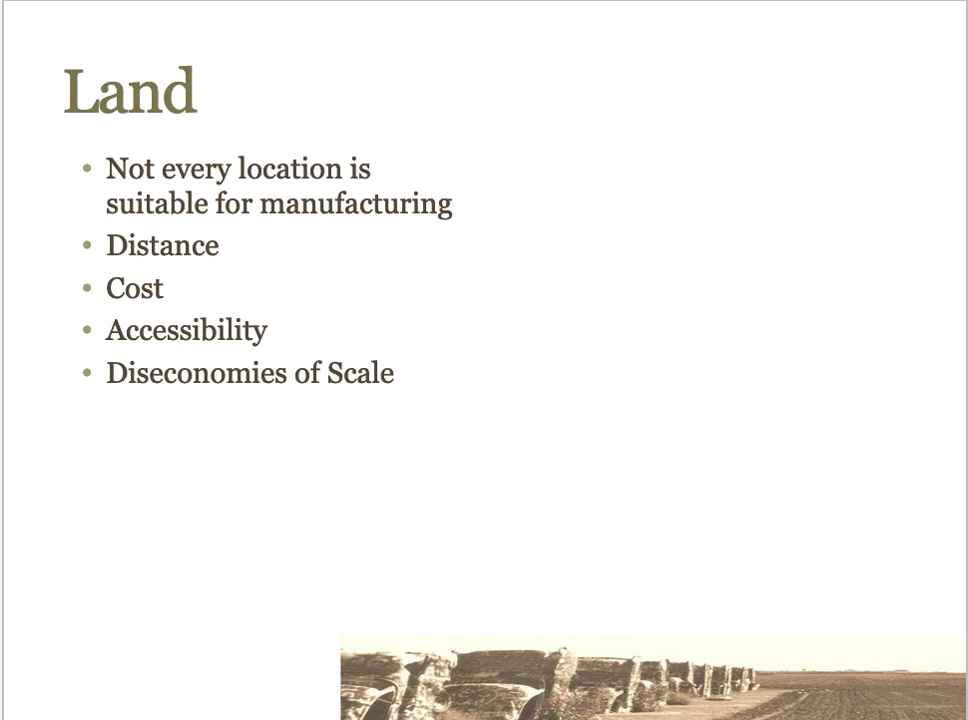 Land
• Not every location is
suitable for manufacturing
• Distance
• Cost
• Accessibility
• Diseconomies of Scale